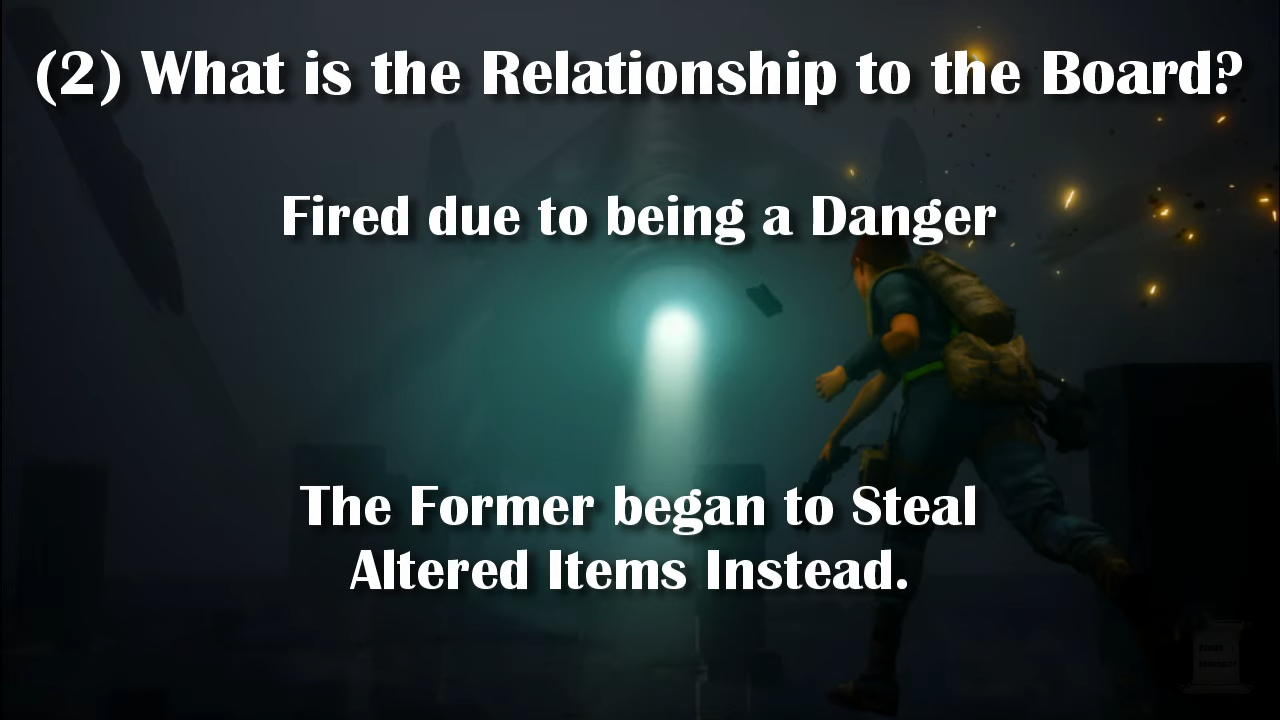 (2) What is the Relationship to the Board?
Fired due to being a Danger
The Former began to Steal
Altered Items Instead.